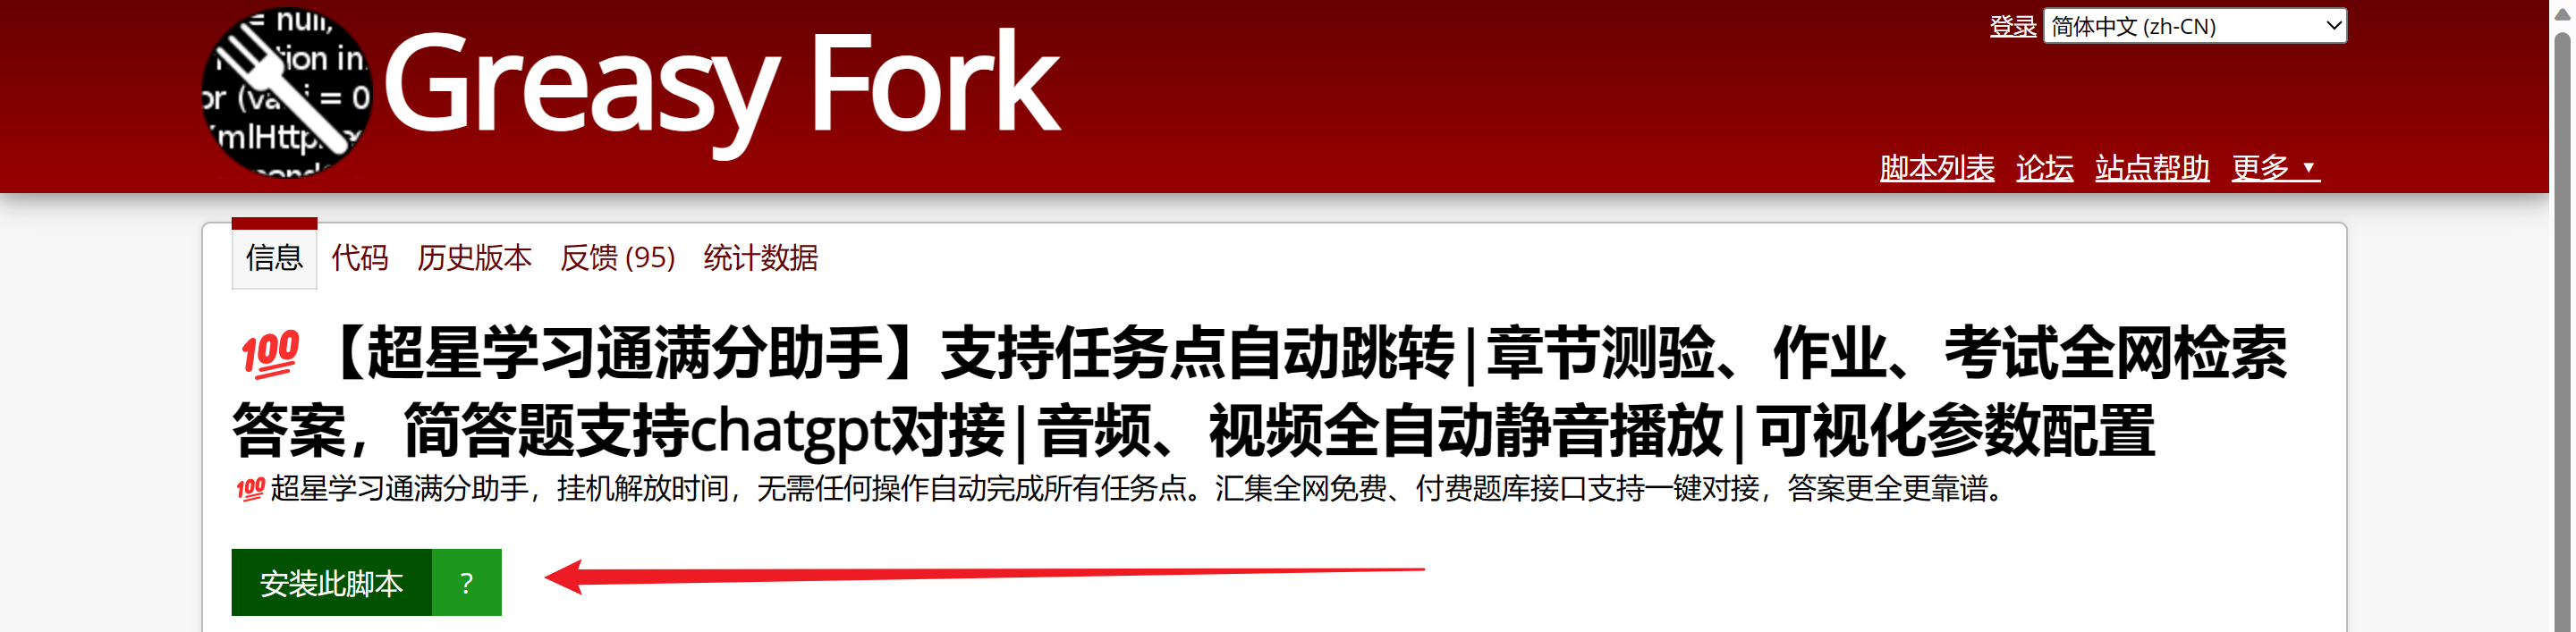 = null,
ion in
or (va i = 0
mlHttp
Greasy Fork
登录 简体中文 (zh-CN)
脚本列表 论坛 站点帮助 更多 ▼
信息 代码 历史版本 反馈 (95) 统计数据
💯【超星学习通满分助手】支持任务点自动跳转|章节测验、作业、考试全网检索
答案，简答题支持chatgpt对接|音频、视频全自动静音播放|可视化参数配置
💯超星学习通满分助手，挂机解放时间，无需任何操作自动完成所有任务点。汇集全网免费、付费题库接口支持一键对接，答案更全更靠谱。
安装此脚本 ?